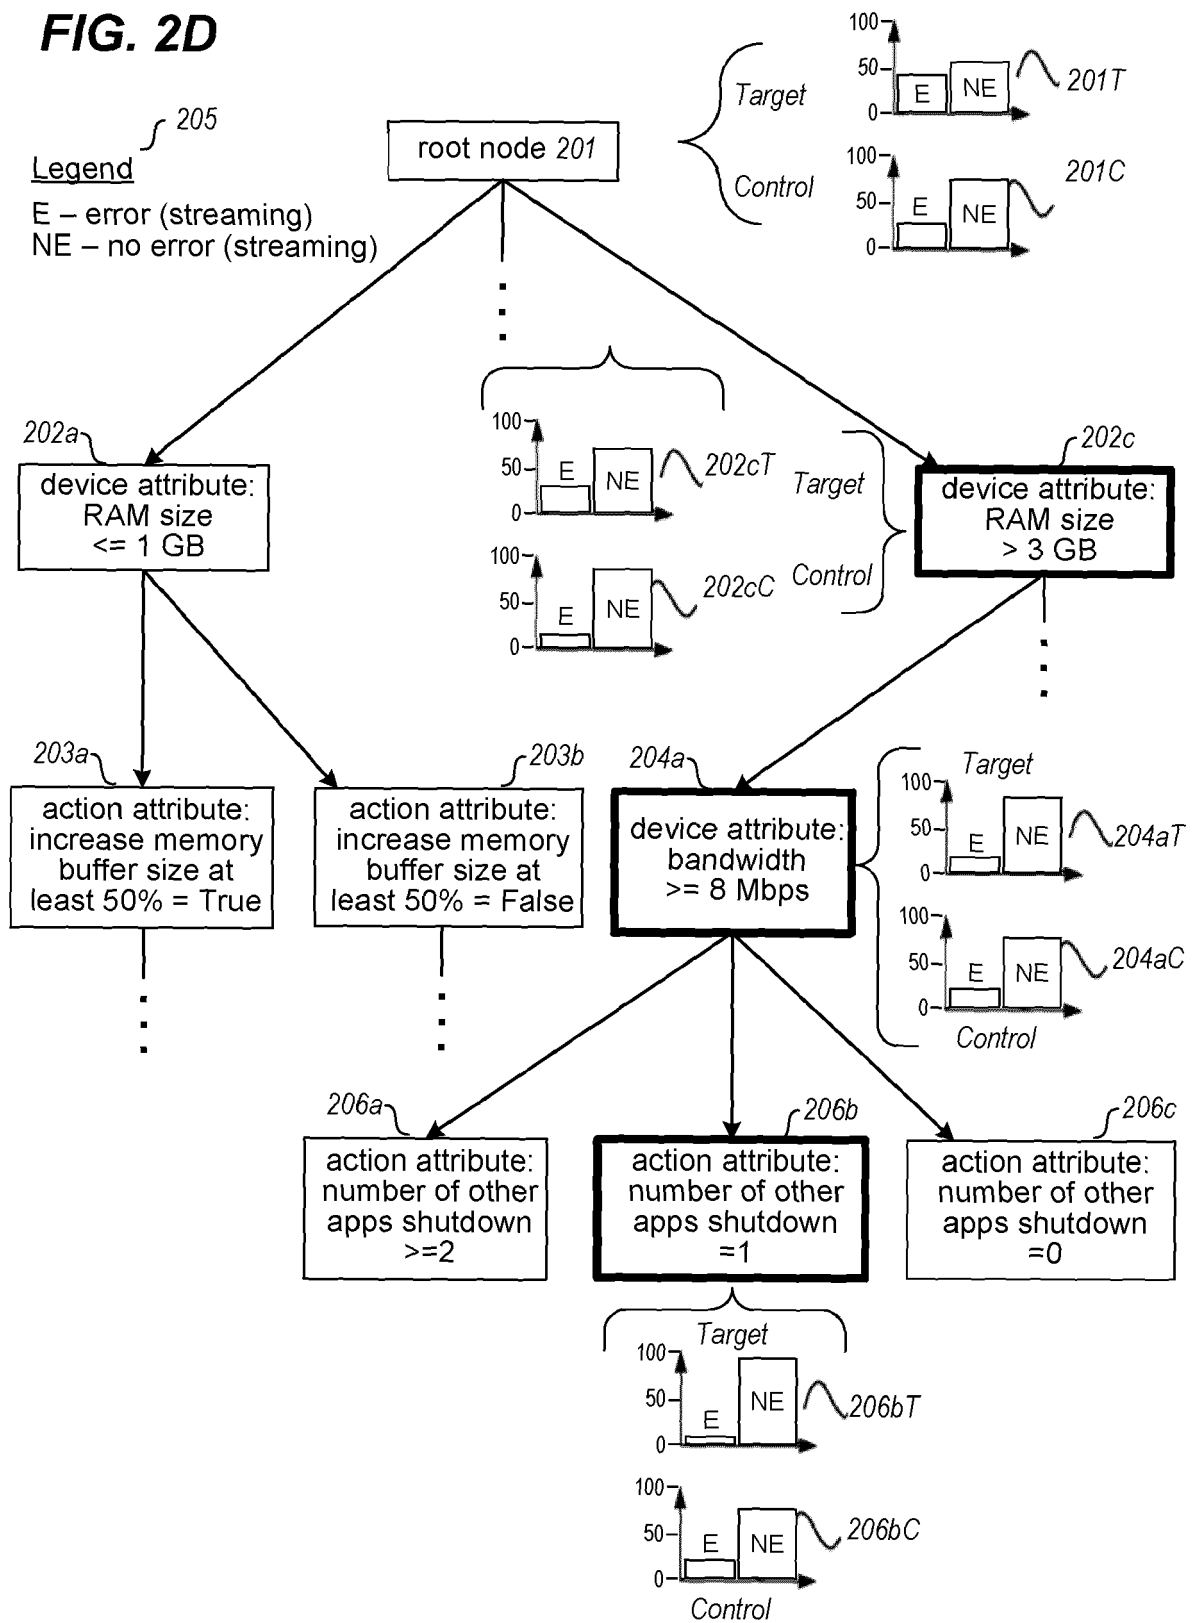 FIG. 2D
205
Legend
E – error (streaming)
NE – no error (streaming)
root node 201
Target
Control
100
50
0
E
NE
201T
100
50
0
E
NE
201C
202a
device attribute:
RAM size
<= 1 GB
100
50
0
E
NE
202cT
100
50
0
E
NE
202cC
Target
Control
202c
device attribute:
RAM size
> 3 GB
203a
action attribute:
increase memory
buffer size at
least 50% = True
203b
action attribute:
increase memory
buffer size at
least 50% = False
204a
device attribute:
bandwidth
>= 8 Mbps
Target
100
50
0
E
NE
204aT
100
50
0
E
NE
204aC
Control
206a
action attribute:
number of other
apps shutdown
>=2
206b
action attribute:
number of other
apps shutdown
=1
206c
action attribute:
number of other
apps shutdown
=0
Target
100
50
0
E
NE
206bT
100
50
0
E
NE
206bC
Control